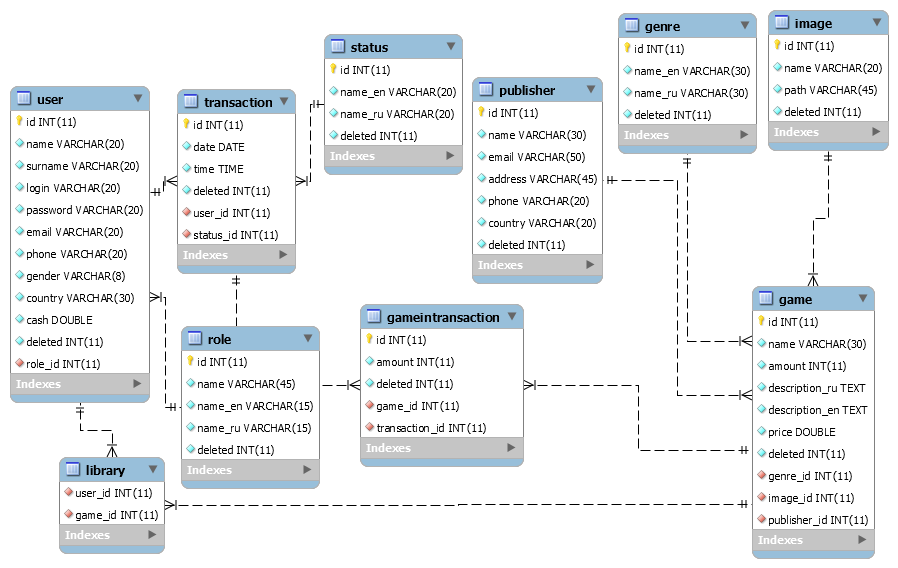 user
id INT(11)
name VARCHAR(20)
surname VARCHAR(20)
login VARCHAR(20)
password VARCHAR(20)
email VARCHAR(20)
phone VARCHAR(20)
gender VARCHAR(8)
country VARCHAR(30)
cash DOUBLE
deleted INT(11)
role_id INT(11)
Indexes
transaction
id INT(11)
date DATE
time TIME
deleted INT(11)
user_id INT(11)
status_id INT(11)
Indexes
status
id INT(11)
name_en VARCHAR(20)
name_ru VARCHAR(20)
deleted INT(11)
Indexes
publisher
id INT(11)
name VARCHAR(30)
email VARCHAR(50)
address VARCHAR(45)
phone VARCHAR(20)
country VARCHAR(20)
deleted INT(11)
Indexes
genre
id INT(11)
name_en VARCHAR(30)
name_ru VARCHAR(30)
deleted INT(11)
Indexes
image
id INT(11)
name VARCHAR(20)
path VARCHAR(45)
deleted INT(11)
Indexes
role
id INT(11)
name VARCHAR(45)
name_en VARCHAR(15)
name_ru VARCHAR(15)
deleted INT(11)
Indexes
gameintransaction
id INT(11)
amount INT(11)
deleted INT(11)
game_id INT(11)
transaction_id INT(11)
Indexes
game
id INT(11)
name VARCHAR(30)
amount INT(11)
description_ru TEXT
description_en TEXT
price DOUBLE
deleted INT(11)
genre_id INT(11)
image_id INT(11)
publisher_id INT(11)
Indexes
library
user_id INT(11)
game_id INT(11)
Indexes